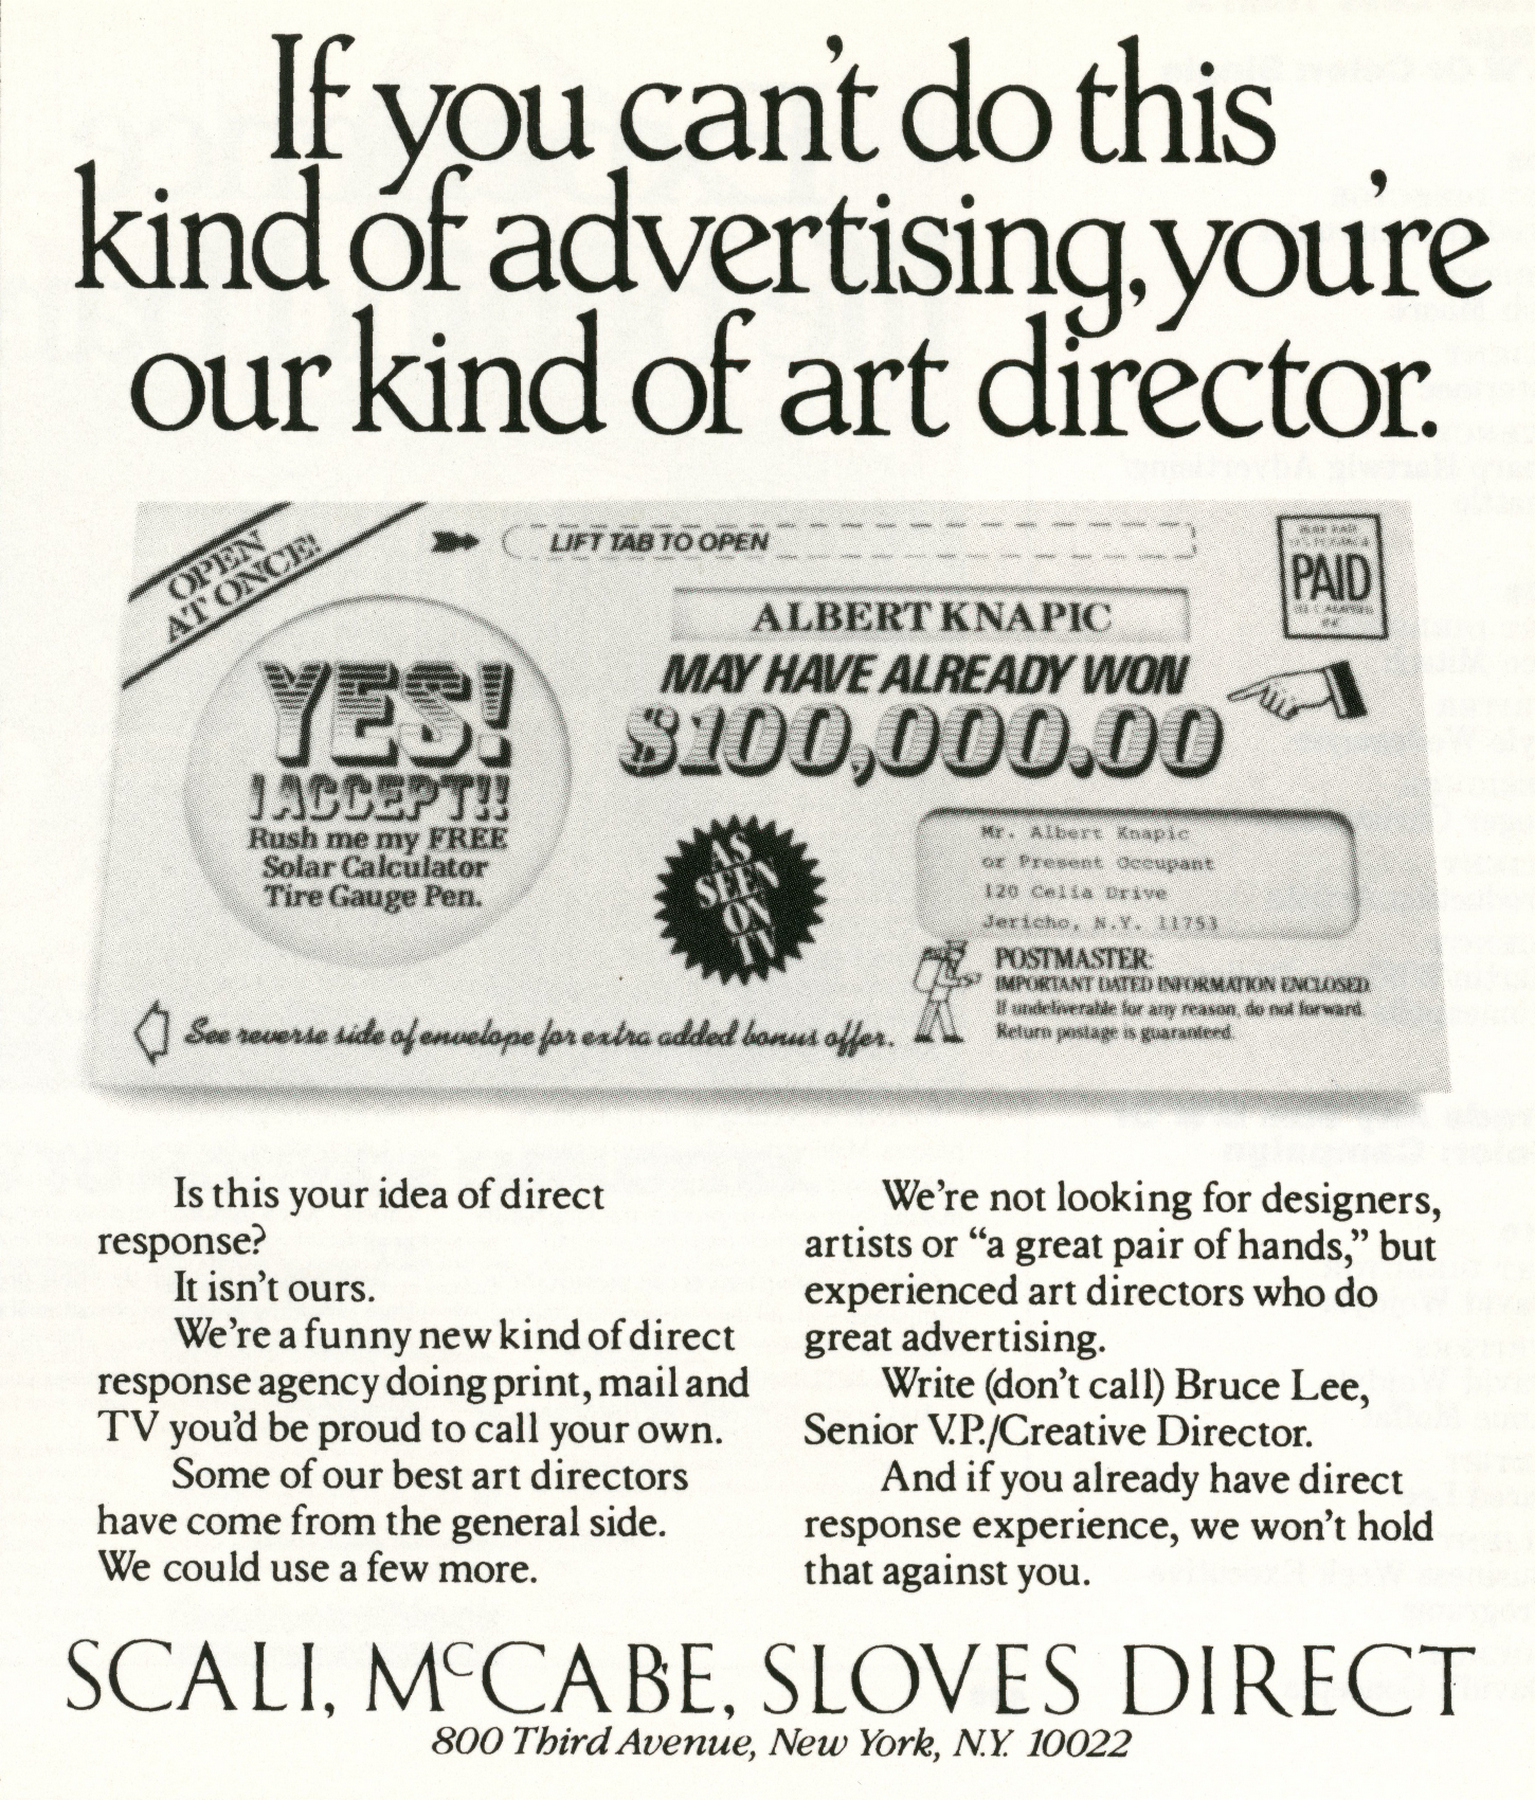 If you can't do this
kind of advertising, you're
our kind of art director.
OPEN
AT ONCE!
LIFT TAB TO OPEN
PAID
ALBERT KNAPIC
MAY HAVE ALREADY WON
$100,000.00
YES!
I ACCEPT!!
Rush me my FREE
Solar Calculator
Tire Gauge Pen.
AS
SEEN
ON
TV
Mr. Albert Knapic
or Present Occupant
120 Celia Drive
Jericho, N.Y. 11753
POSTMASTER:
IMPORTANT DATED INFORMATION ENCLOSED.
If undeliverable for any reason, do not forward.
Return postage is guaranteed.
See reverse side of envelope for extra added bonus offer.
Is this your idea of direct
response?
It isn't ours.
We're a funny new kind of direct
response agency doing print, mail and
TV you'd be proud to call your own.
Some of our best art directors
have come from the general side.
We could use a few more.
We're not looking for designers,
artists or “a great pair of hands,” but
experienced art directors who do
great advertising.
Write (don't call) Bruce Lee,
Senior V.P./Creative Director.
And if you already have direct
response experience, we won't hold
that against you.
SCALI, McCABE, SLOVES DIRECT
800 Third Avenue, New York, N.Y. 10022